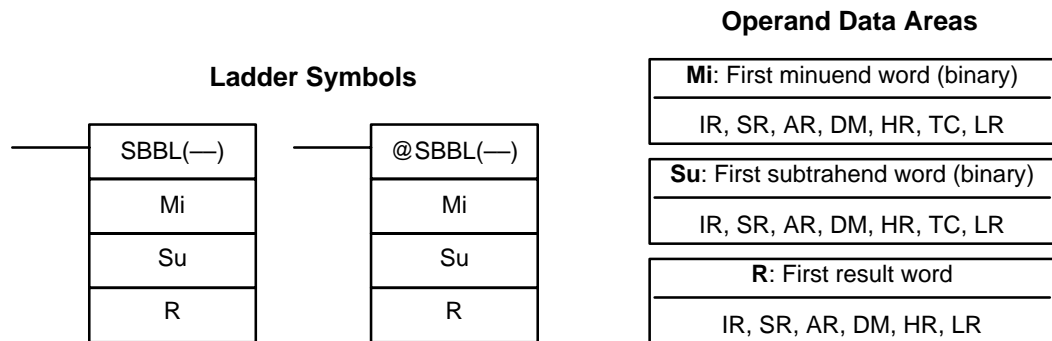 Ladder Symbols
SBBL(––)
Mi
Su
R
@SBBL(––)
Mi
Su
R
Operand Data Areas
Mi: First minuend word (binary)
IR, SR, AR, DM, HR, TC, LR
Su: First subtrahend word (binary)
IR, SR, AR, DM, HR, TC, LR
R: First result word
IR, SR, AR, DM, HR, LR